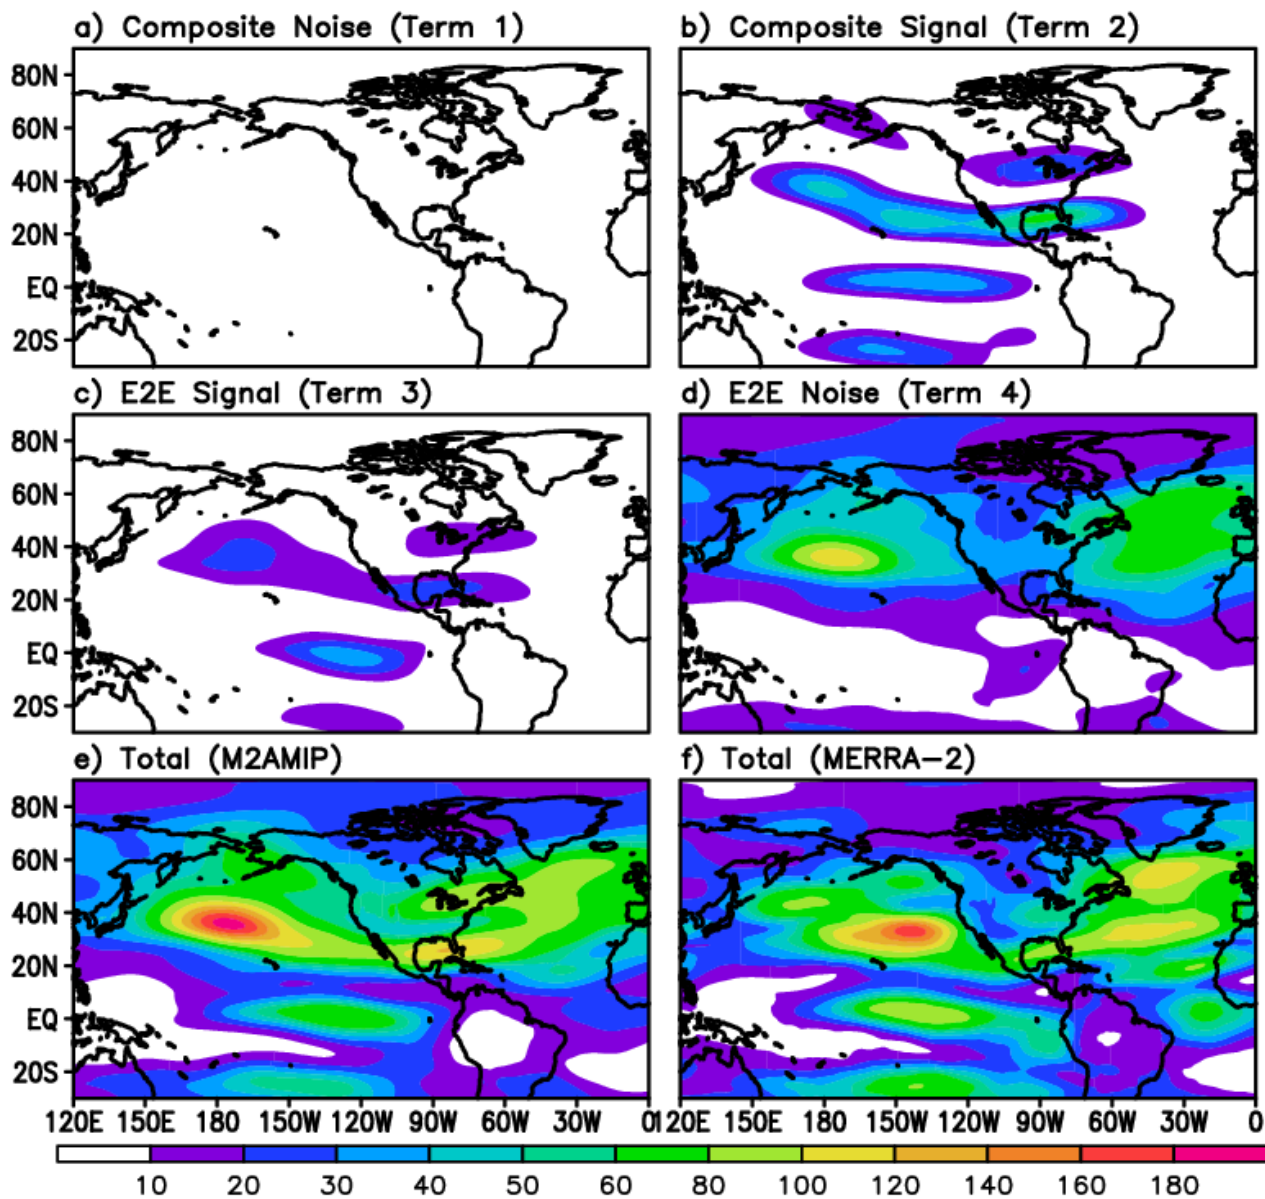 a) Composite Noise (Term 1) b) Composite Signal (Term 2)
80N
60N
40N
20N
EQ
20S
c) E2E Signal (Term 3) d) E2E Noise (Term 4)
80N
60N
40N
20N
EQ
20S
e) Total (M2AMIP) f) Total (MERRA-2)
80N
60N
40N
20N
EQ
20S
120E 150E 180 150W 120W 90W 60W 30W 0 120E 150E 180 150W 120W 90W 60W 30W 0
10 20 30 40 50 60 80 100 120 140 160 180